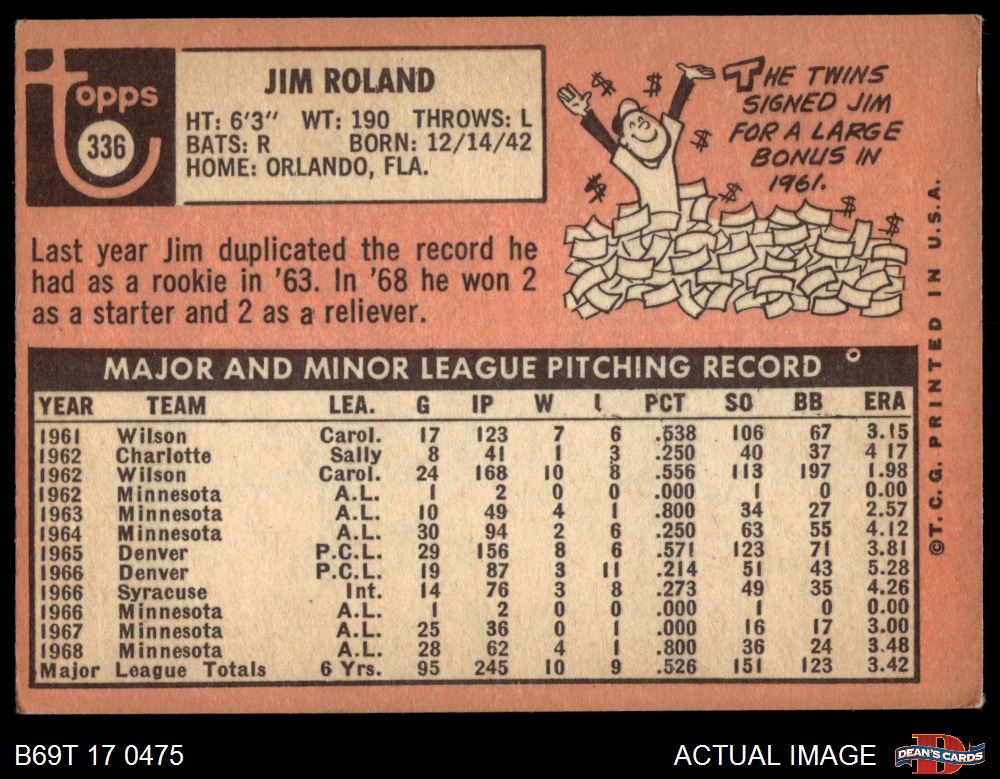 Topps
336
JIM ROLAND
HT: 6'3" WT: 190 THROWS: L
BATS: R BORN: 12/14/42
HOME: ORLANDO, FLA.
THE TWINS
SIGNED JIM
FOR A LARGE
BONUS IN
1961.
Last year Jim duplicated the record he
had as a rookie in '63. In '68 he won 2
as a starter and 2 as a reliever.
MAJOR AND MINOR LEAGUE PITCHING RECORD
YEAR TEAM LEA. G IP W L PCT SO BB ERA
1961 Wilson Carol. 17 123 7 6 .538 106 67 3.15
1962 Charlotte Sally 8 41 1 3 .250 40 37 4 17
1962 Wilson Carol. 24 168 10 8 .556 113 197 1.98
1962 Minnesota A.L. 1 2 0 0 .000 1 0 0.00
1963 Minnesota A.L. 10 49 4 1 .800 34 27 2.57
1964 Minnesota A.L. 30 94 2 6 .250 63 55 4.12
1965 Denver P.C.L. 29 156 8 6 .571 123 71 3.81
1966 Denver P.C.L. 19 87 3 11 .214 51 43 5.28
1966 Syracuse Int. 14 76 3 8 .273 49 35 4.26
1966 Minnesota A.L. 1 2 0 0 .000 1 0 0.00
1967 Minnesota A.L. 25 36 0 1 .000 16 17 3.00
1968 Minnesota A.L. 28 62 4 1 .800 36 24 3.48
Major League Totals 6 Yrs. 95 245 10 9 .526 151 123 3.42
©T. C. G. PRINTED IN U.S.A.
B69T 17 0475
ACTUAL IMAGE
DEAN'S CARDS